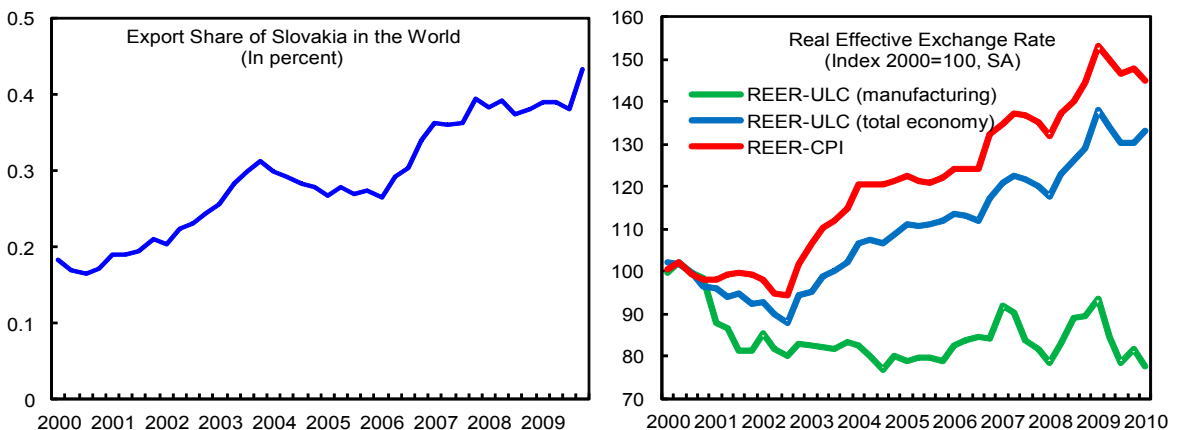 Export Share of Slovakia in the World
(In percent)
0.5
0.4
0.3
0.2
0.1
0
2000 2001 2002 2003 2004 2005 2006 2007 2008 2009
Real Effective Exchange Rate
(Index 2000=100, SA)
REER-ULC (manufacturing)
REER-ULC (total economy)
REER-CPI
160
150
140
130
120
110
100
90
80
70
2000 2001 2002 2003 2004 2005 2006 2007 2008 2009 2010